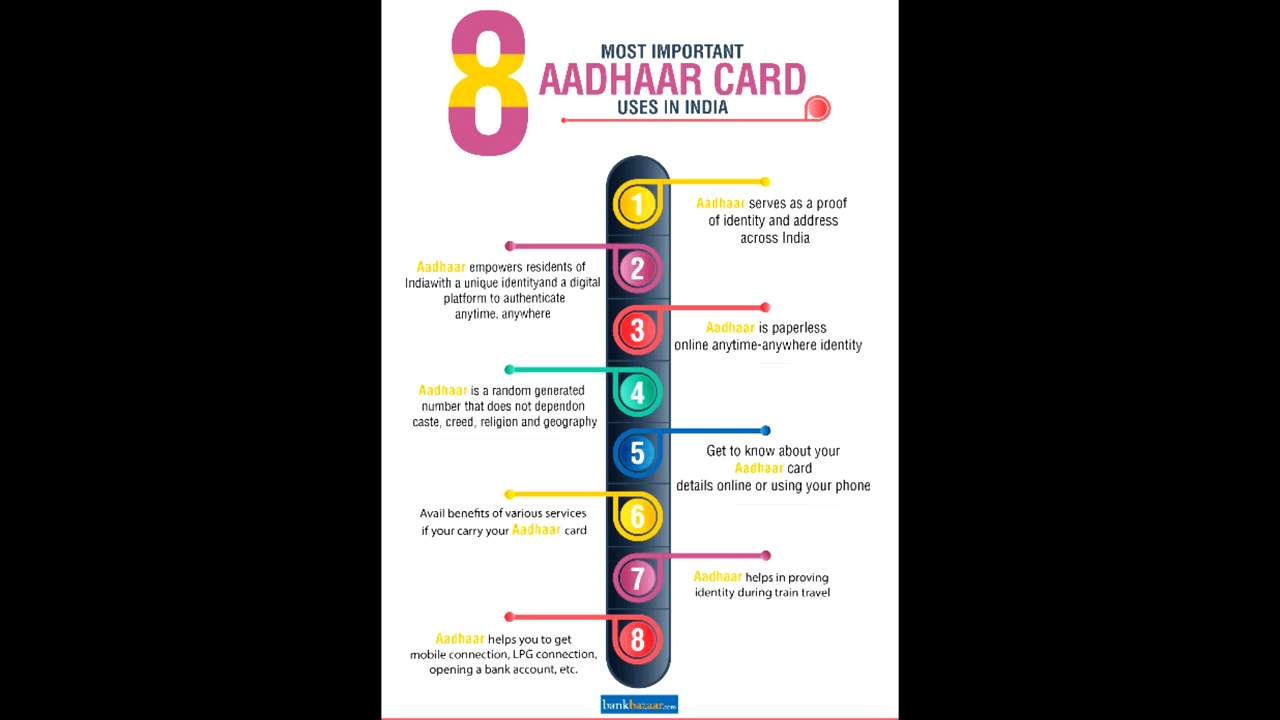 8
MOST IMPORTANT
AADHAAR CARD
USES IN INDIA
1
Aadhaar serves as a proof
of identity and address
across India
2
Aadhaar empowers residents of
Indiawith a unique identityand a digital
platform to authenticate
anytime, anywhere
3
Aadhaar is paperless
online anytime-anywhere identity
4
Aadhaar is a random generated
number that does not dependon
caste, creed, religion and geography
5
Get to know about your
Aadhaar card
details online or using your phone
6
Avail benefits of various services
if your carry your Aadhaar card
7
Aadhaar helps in proving
identity during train travel
8
Aadhaar helps you to get
mobile connection, LPG connection,
opening a bank account, etc.
bankbazaar.com